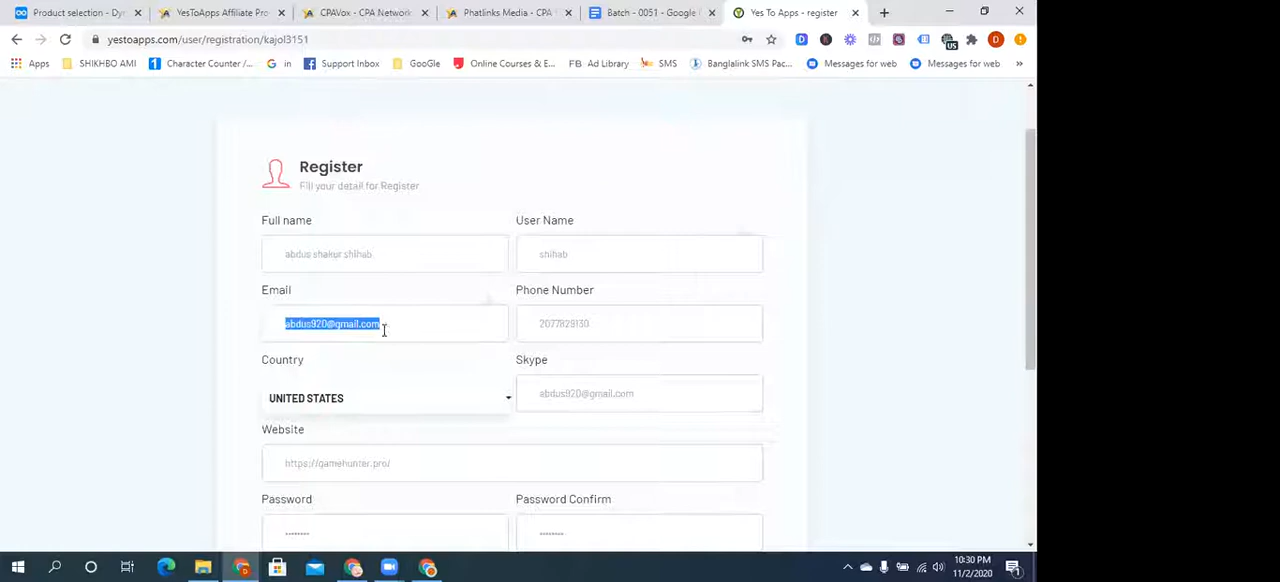 Product selection - Dyn
YesToApps Affiliate Pro
CPAVox - CPA Network
Phatlinks Media - CPA
Batch - 0051 - Google
Yes To Apps - register
yestoapps.com/user/registration/kajol3151
US
D
Apps
SHIKHBO AMI
Character Counter /...
in
Support Inbox
GooGle
Online Courses & E...
FB Ad Library
SMS
Banglalink SMS Pac...
Messages for web
Messages for web
»
Register
Fill your detail for Register
Full name
User Name
abdus shakur shihab
shihab
Email
Phone Number
abdus920@gmail.com
2077829130
Country
Skype
UNITED STATES
abdus920@gmail.com
Website
https://gamehunter.pro/
Password
Password Confirm
10:30 PM
11/2/2020